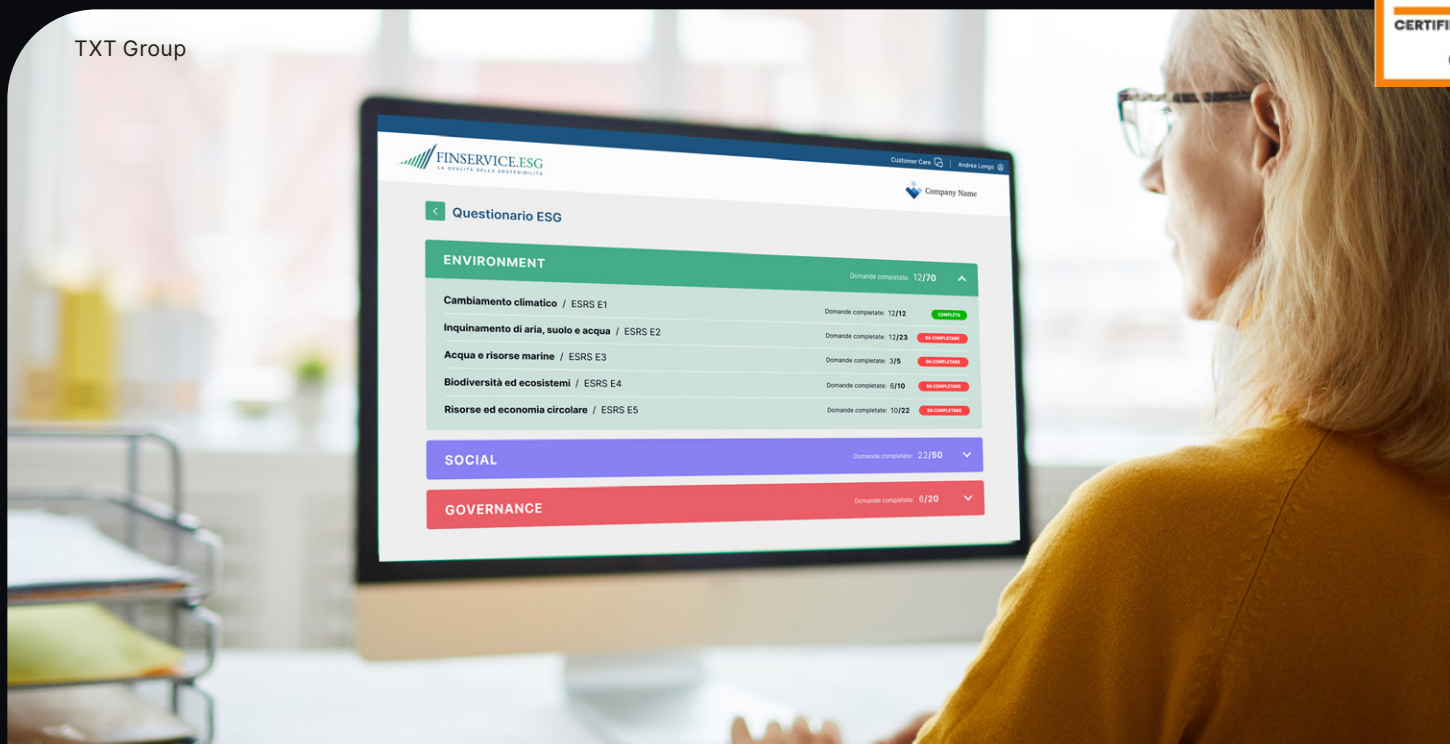 TXT Group
CERTIFI
FINSERVICE.ESG
LA QUALITÀ DELLA SOSTENIBILITÀ
Customer Care | Andrea Longo
Company Name
Questionario ESG
ENVIRONMENT Domande completate: 12/70
Cambiamento climatico / ESRS E1 Domande completate: 12/12 COMPLETA
Inquinamento di aria, suolo e acqua / ESRS E2 Domande completate: 12/23 DA COMPLETARE
Acqua e risorse marine / ESRS E3 Domande completate: 3/5 DA COMPLETARE
Biodiversità ed ecosistemi / ESRS E4 Domande completate: 6/10 DA COMPLETARE
Risorse ed economia circolare / ESRS E5 Domande completate: 10/22 DA COMPLETARE
SOCIAL Domande completate: 22/50
GOVERNANCE Domande completate: 6/20